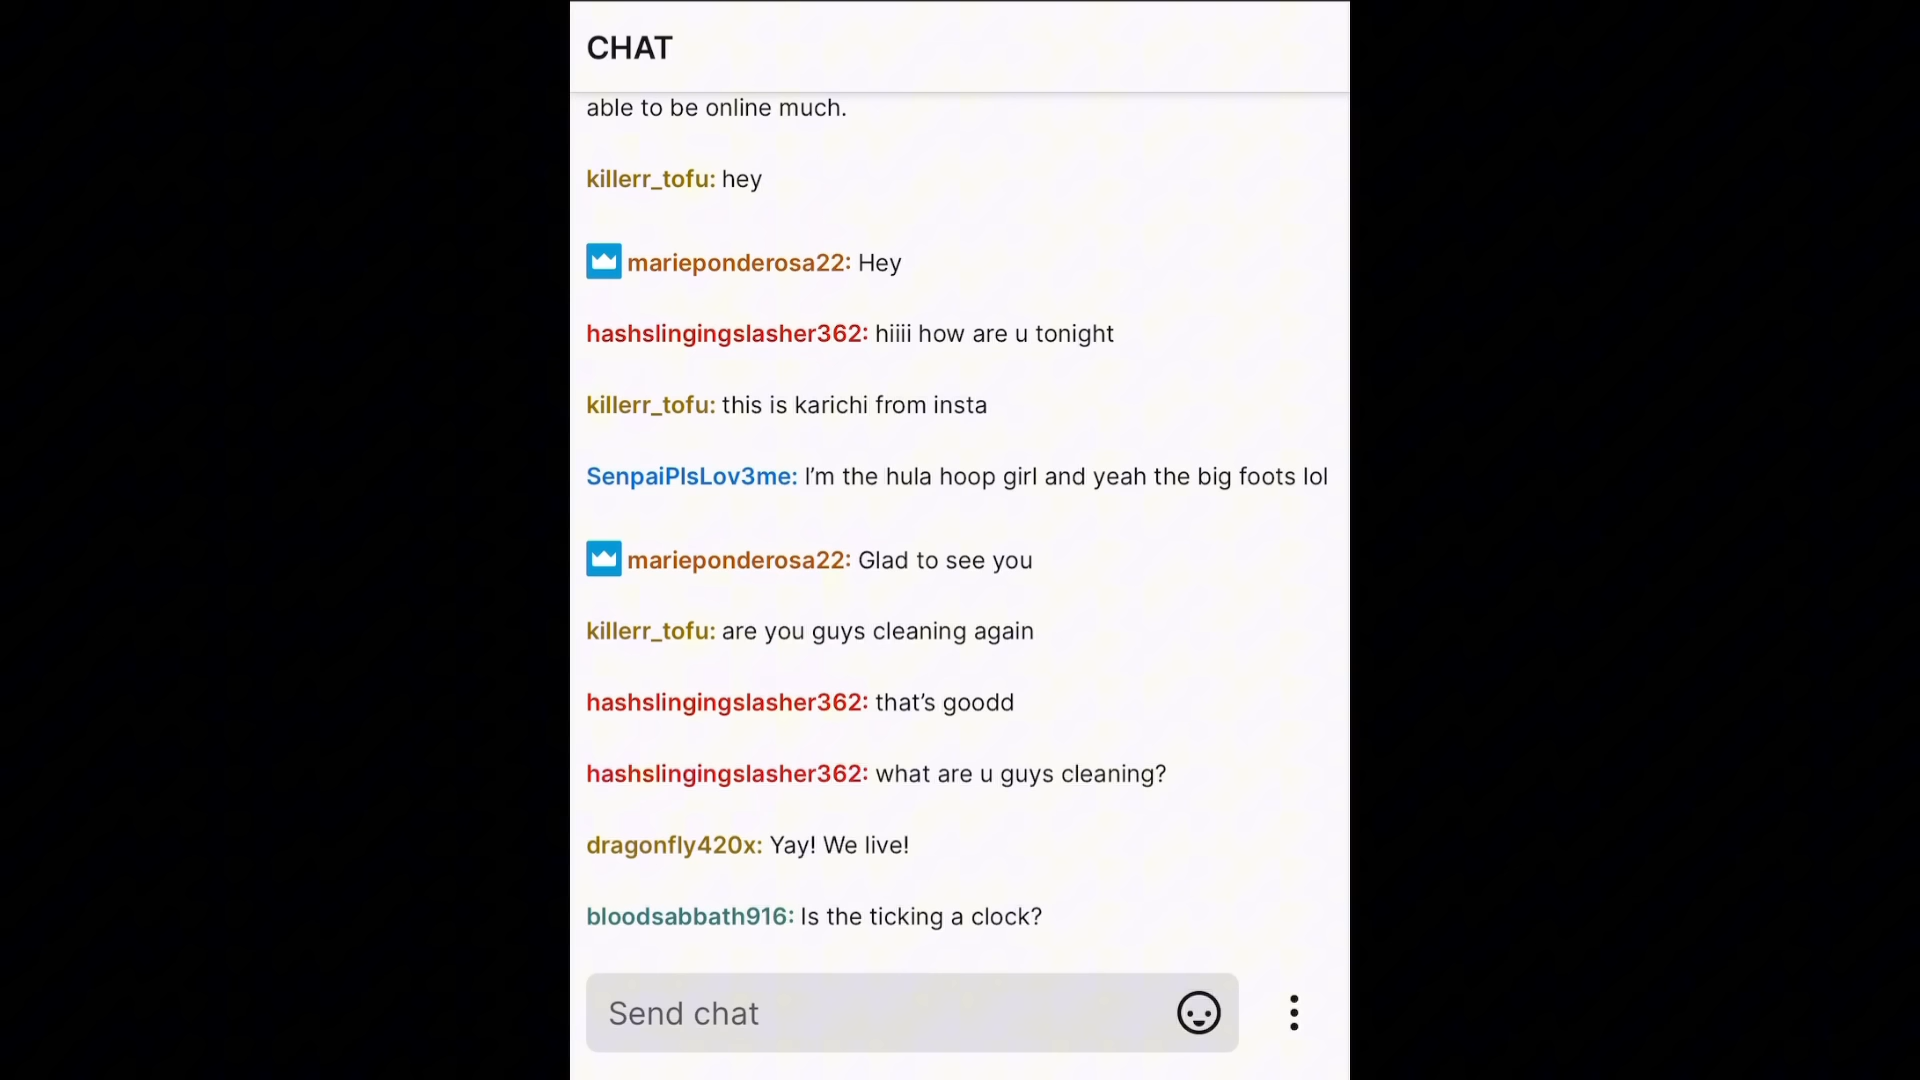 CHAT
able to be online much.
killerr_tofu: hey
marieponderosa22: Hey
hashslingingslasher362: hiiii how are u tonight
killerr_tofu: this is karichi from insta
SenpaiPlsLov3me: I’m the hula hoop girl and yeah the big foots lol
marieponderosa22: Glad to see you
killerr_tofu: are you guys cleaning again
hashslingingslasher362: that’s goodd
hashslingingslasher362: what are u guys cleaning?
dragonfly420x: Yay! We live!
bloodsabbath916: Is the ticking a clock?
Send chat